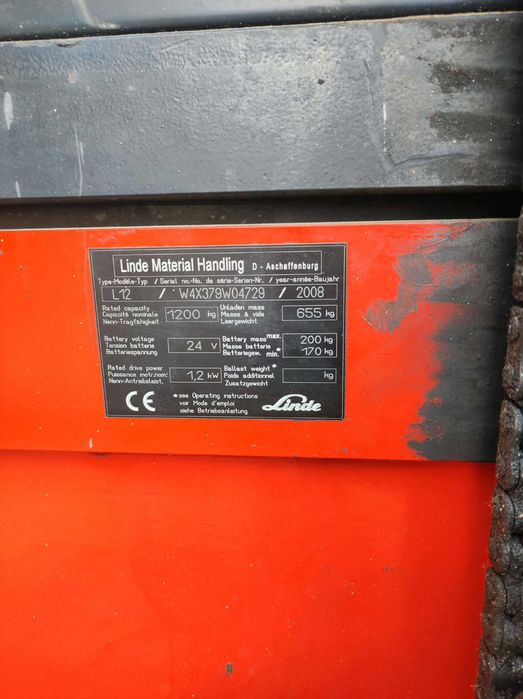 Linde Material Handling D - Aschaffenburg
Type-Modèle-Typ / Serial no.-No. de série-Serien-Nr. / year-année-Baujahr
L12 / W4X379W04729 / 2008
Rated capacity
Capacité nominale
Nenn-Tragfähigkeit
1200 kg
Unladen mass
Masse à vide
Leergewicht
655 kg
Battery voltage
Tension batterie
Batteriespannung
24 V
Battery mass max.
Masse batterie
Batteriegew. min.*
200 kg
170 kg
Rated drive power
Puissance motr.nom:
Nenn-Antriebsleist.
1,2 kW
Ballast weight *
Poids additionnel
Zusatzgewicht
kg
CE
* see Operating instructions
voir Mode d'emploi
siehe Betriebsanleitung
Linde